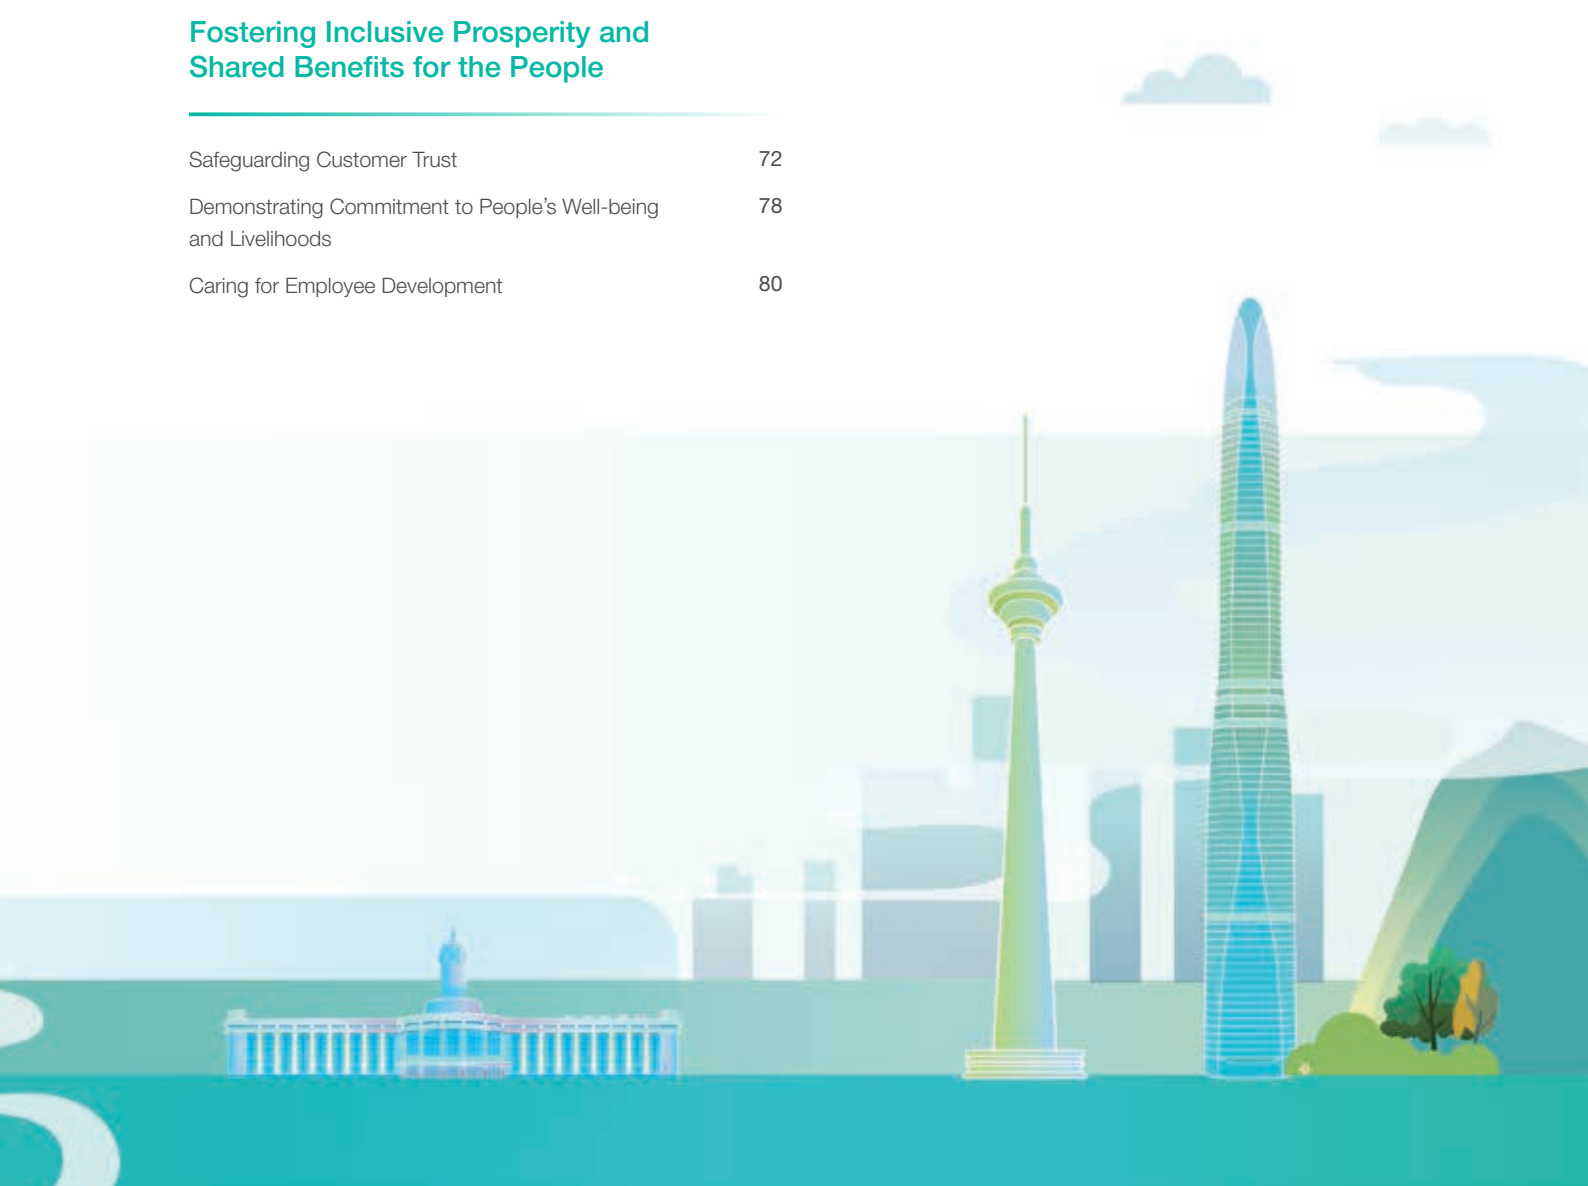 Fostering Inclusive Prosperity and
Shared Benefits for the People
Safeguarding Customer Trust 72
Demonstrating Commitment to People’s Well-being 78
and Livelihoods
Caring for Employee Development 80